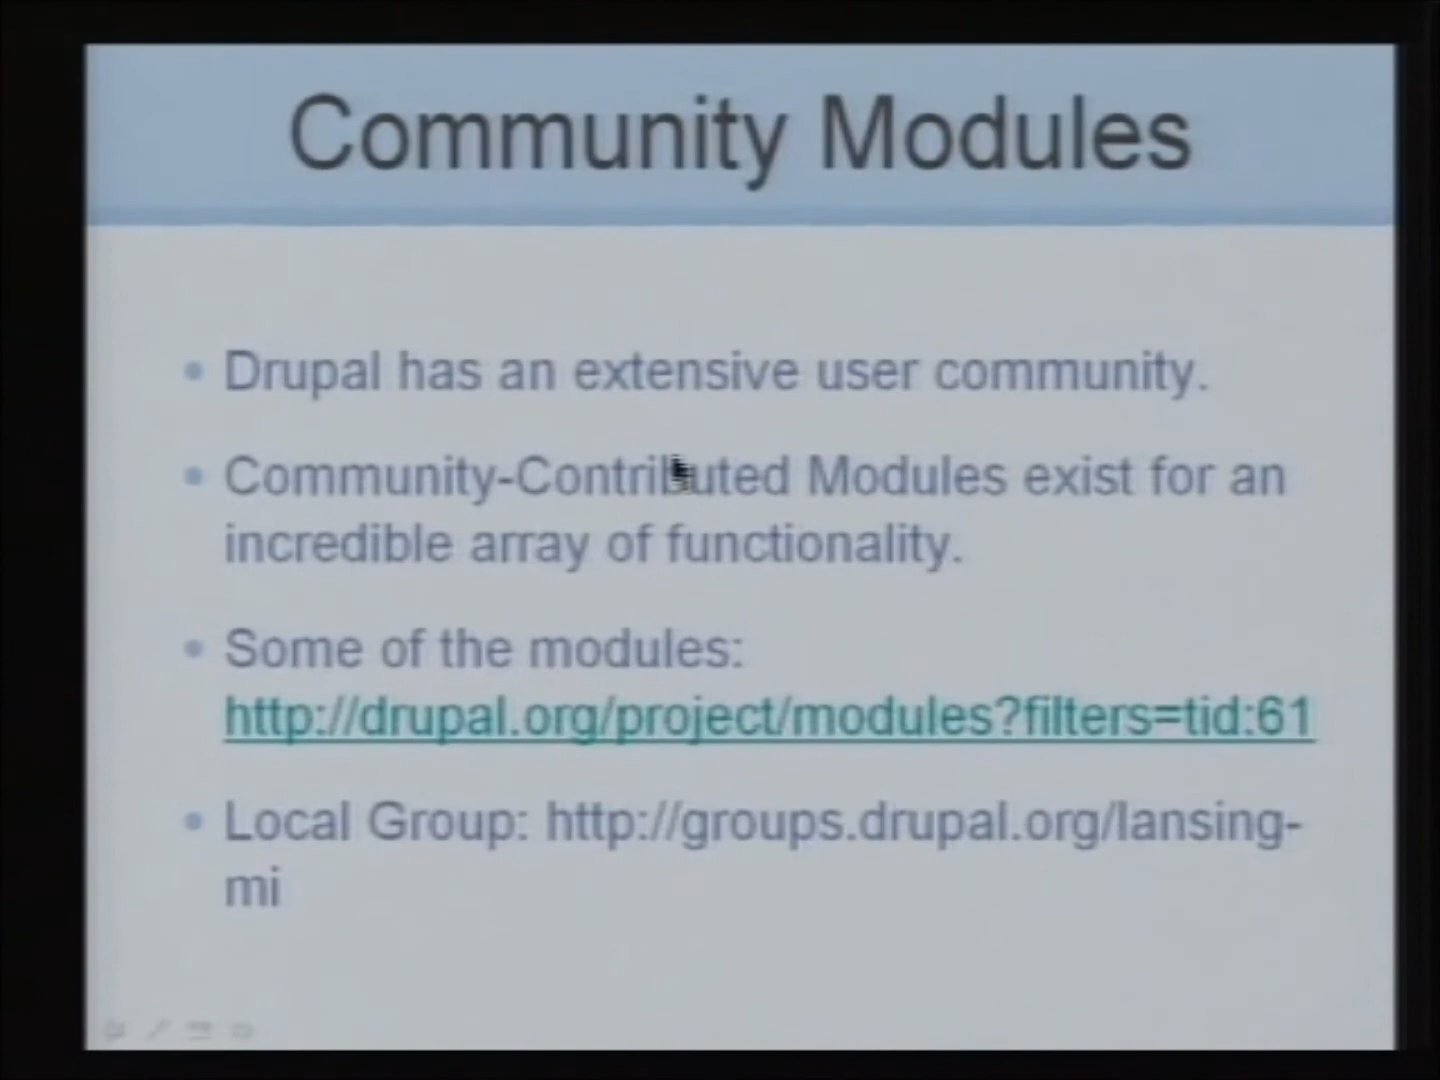 Community Modules
• Drupal has an extensive user community.
• Community-Contributed Modules exist for an
incredible array of functionality.
• Some of the modules:
http://drupal.org/project/modules?filters=tid:61
• Local Group: http://groups.drupal.org/lansing-
mi